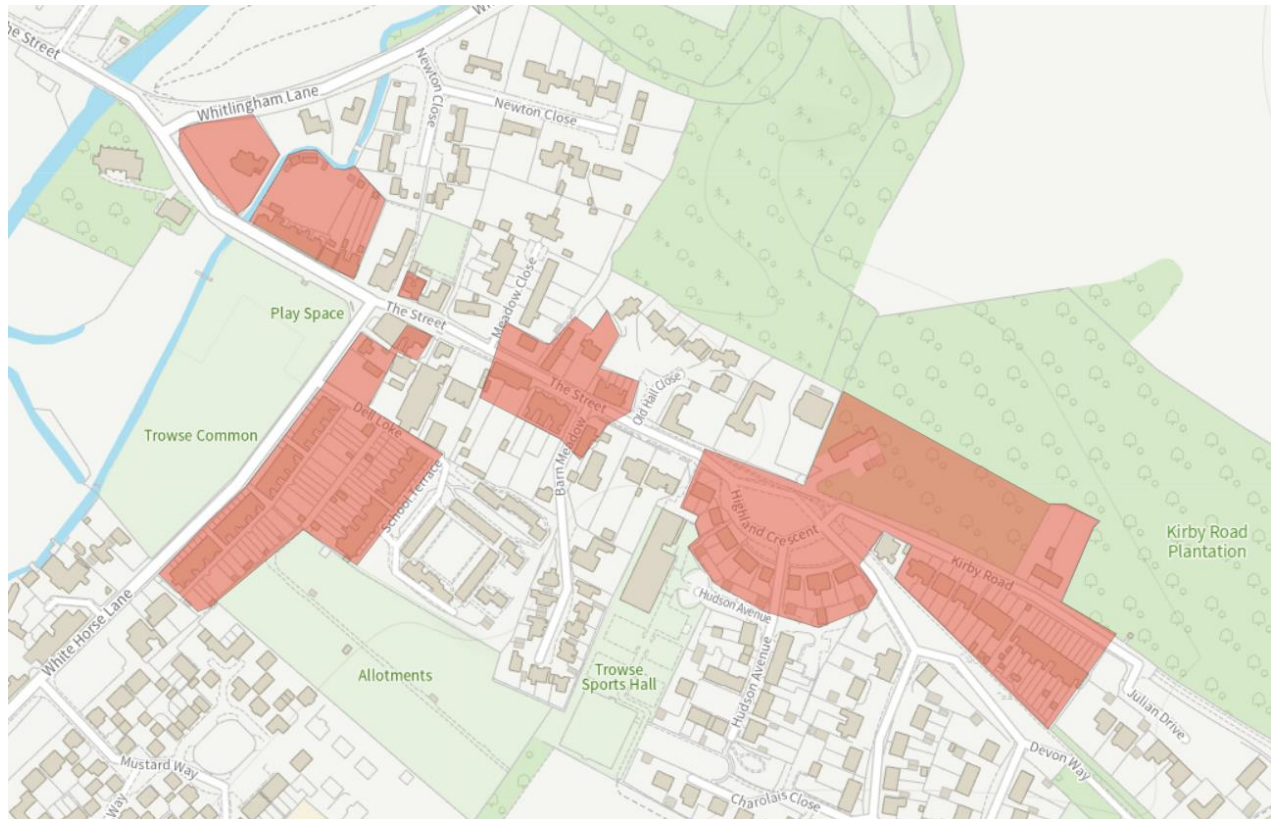 The Street
Whitlingham Lane
Newton Close
Newton Close
Play Space
The Street
Meadow Close
Trowse Common
Dell Loke
The Street
Old Hall Close
Barn Meadow
School Terrace
Highland Crescent
Kirby Road
Kirby Road
Plantation
White Horse Lane
Allotments
Hudson Avenue
Trowse
Sports Hall
Hudson Avenue
Julian Drive
Devon Way
Mustard Way
Way
Charolais Close